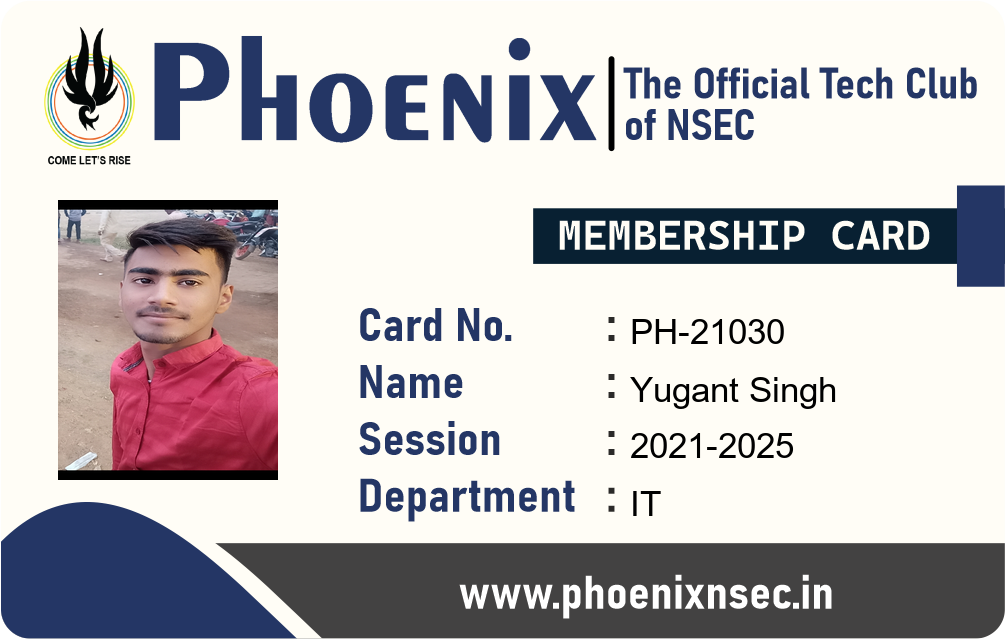 Phoenix
The Official Tech Club
of NSEC
COME LET'S RISE
MEMBERSHIP CARD
Card No. : PH-21030
Name : Yugant Singh
Session : 2021-2025
Department : IT
www.phoenixnsec.in